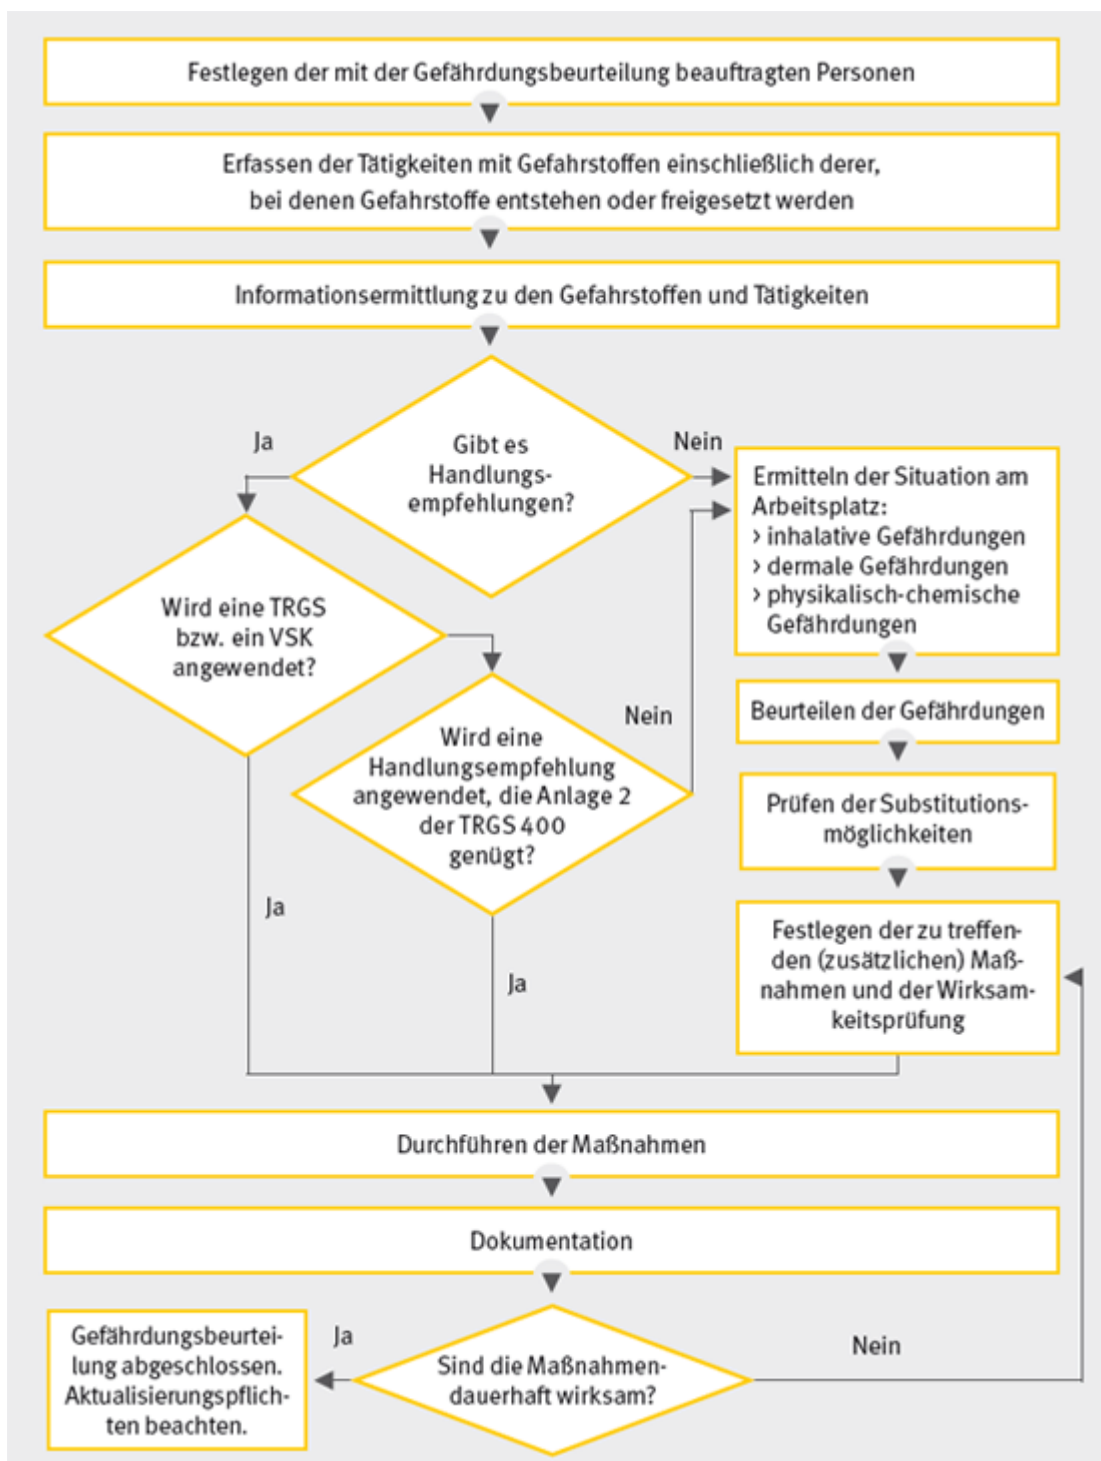 Festlegen der mit der Gefährdungsbeurteilung beauftragten Personen
Erfassen der Tätigkeiten mit Gefahrstoffen einschließlich derer,
bei denen Gefahrstoffe entstehen oder freigesetzt werden
Informationsermittlung zu den Gefahrstoffen und Tätigkeiten
Gibt es
Handlungs-
empfehlungen?
Ja
Nein
Wird eine TRGS
bzw. ein VSK
angewendet?
Ja
Wird eine
Handlungsempfehlung
angewendet, die Anlage 2
der TRGS 400
genügt?
Nein
Ja
Ermitteln der Situation am
Arbeitsplatz:
> inhalative Gefährdungen
> dermale Gefährdungen
> physikalisch-chemische
Gefährdungen
Beurteilen der Gefährdungen
Prüfen der Substitutions-
möglichkeiten
Festlegen der zu treffen-
den (zusätzlichen) Maß-
nahmen und der Wirksam-
keitsprüfung
Durchführen der Maßnahmen
Dokumentation
Sind die Maßnahmen-
dauerhaft wirksam?
Ja
Nein
Gefährdungsbeurtei-
lung abgeschlossen.
Aktualisierungspflich-
ten beachten.